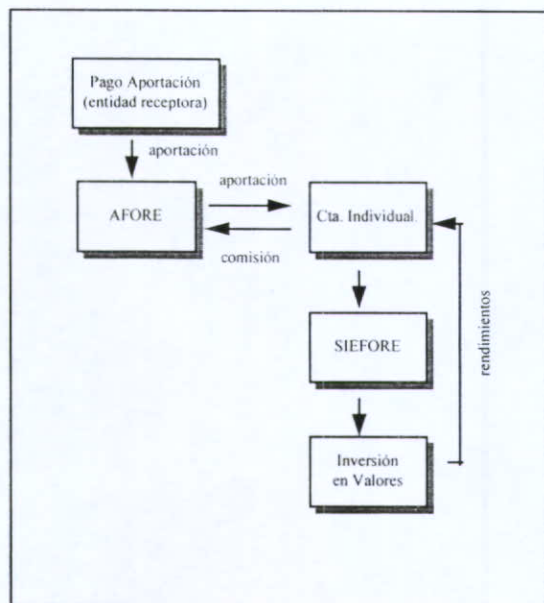 Pago Aportación
(entidad receptora)
aportación
AFORE
aportación
comisión
Cta. Individual.
SIEFORE
Inversión
en Valores
rendimientos